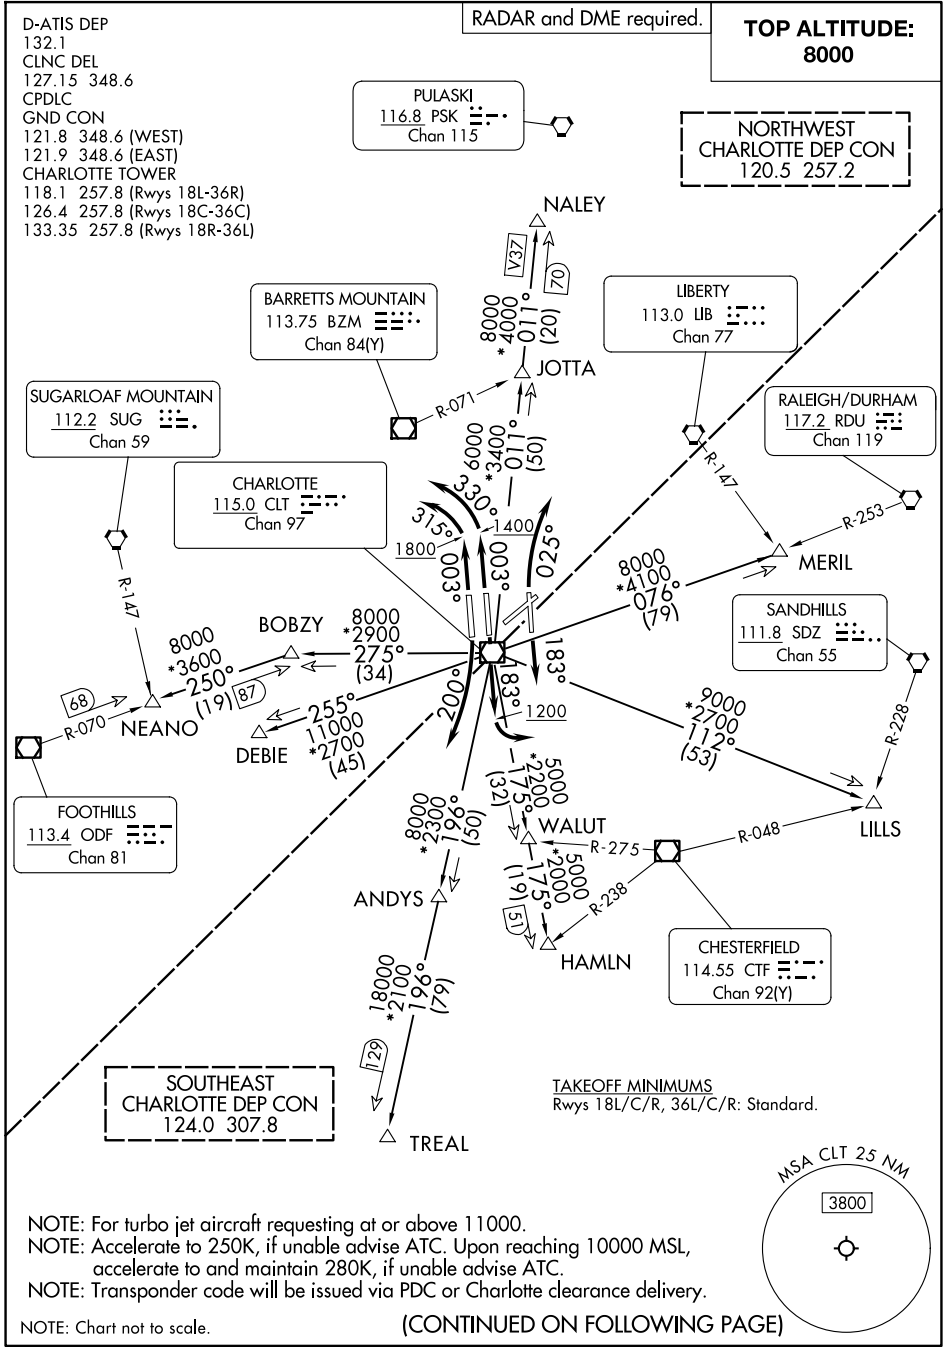 D-ATIS DEP
132.1
CLNC DEL
127.15 348.6
CPDLC
GND CON
121.8 348.6 (WEST)
121.9 348.6 (EAST)
CHARLOTTE TOWER
118.1 257.8 (Rwys 18L-36R)
126.4 257.8 (Rwys 18C-36C)
133.35 257.8 (Rwys 18R-36L)
RADAR and DME required.
TOP ALTITUDE:
8000
PULASKI
116.8 PSK
Chan 115
NORTHWEST
CHARLOTTE DEP CON
120.5 257.2
NALEY
V37
70
8000
*4000
011°
(20)
BARRETTS MOUNTAIN
113.75 BZM
Chan 84(Y)
LIBERTY
113.0 LIB
Chan 77
JOTTA
R-071
SUGARLOAF MOUNTAIN
112.2 SUG
Chan 59
RALEIGH/DURHAM
117.2 RDU
Chan 119
6000
*3400
011°
(50)
R-147
R-253
CHARLOTTE
115.0 CLT
Chan 97
330°
315°
1400
1800
003°
003°
025°
MERIL
8000
*4100
076°
(79)
R-147
SANDHILLS
111.8 SDZ
Chan 55
BOBZY
8000
*2900
275°
(34)
8000
*3600
250°
(19)
87
68
R-070
NEANO
DEBIE
255°
11000
*2700
(45)
200°
183°
183°
1200
9000
*2700
112°
(53)
R-228
FOOTHILLS
113.4 ODF
Chan 81
8000
*2300
196°
(50)
5000
*2200
175°
(32)
WALUT
R-275
R-048
LILLS
5000
*2000
175°
(19)
51
R-238
ANDYS
HAMLN
CHESTERFIELD
114.55 CTF
Chan 92(Y)
18000
*2100
196°
(79)
129
SOUTHEAST
CHARLOTTE DEP CON
124.0 307.8
TREAL
TAKEOFF MINIMUMS
Rwys 18L/C/R, 36L/C/R: Standard.
MSA CLT 25 NM
3800
NOTE: For turbo jet aircraft requesting at or above 11000.
NOTE: Accelerate to 250K, if unable advise ATC. Upon reaching 10000 MSL,
accelerate to and maintain 280K, if unable advise ATC.
NOTE: Transponder code will be issued via PDC or Charlotte clearance delivery.
NOTE: Chart not to scale.
(CONTINUED ON FOLLOWING PAGE)